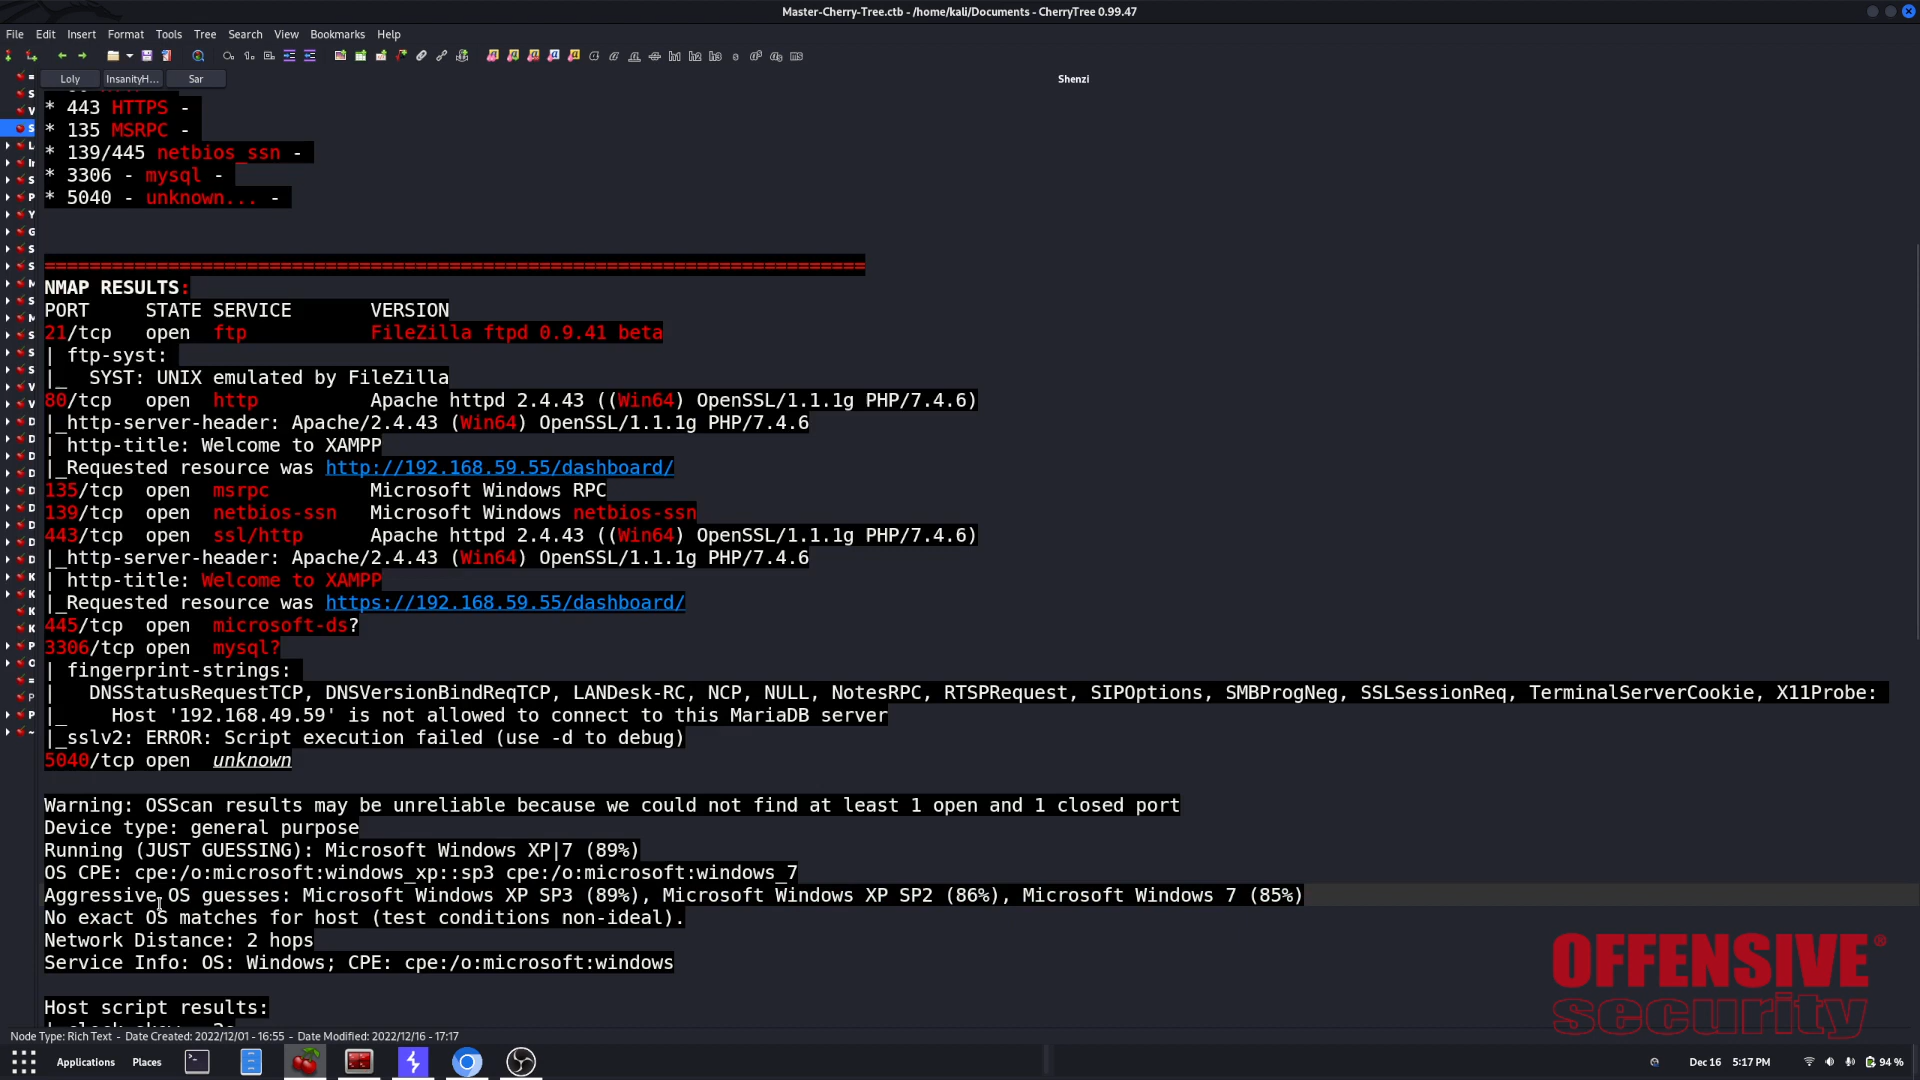 Master-Cherry-Tree.ctb - /home/kali/Documents - CherryTree 0.99.47
File Edit Insert Format Tools Tree Search View Bookmarks Help
Loly InsanityH... Sar Shenzi
* 443 HTTPS -
* 135 MSRPC -
* 139/445 netbios_ssn -
* 3306 - mysql -
* 5040 - unknown... -
=========================================================================
NMAP RESULTS:
PORT STATE SERVICE VERSION
21/tcp open ftp FileZilla ftpd 0.9.41 beta
| ftp-syst:
|_ SYST: UNIX emulated by FileZilla
80/tcp open http Apache httpd 2.4.43 ((Win64) OpenSSL/1.1.1g PHP/7.4.6)
|_http-server-header: Apache/2.4.43 (Win64) OpenSSL/1.1.1g PHP/7.4.6
| http-title: Welcome to XAMPP
|_Requested resource was http://192.168.59.55/dashboard/
135/tcp open msrpc Microsoft Windows RPC
139/tcp open netbios-ssn Microsoft Windows netbios-ssn
443/tcp open ssl/http Apache httpd 2.4.43 ((Win64) OpenSSL/1.1.1g PHP/7.4.6)
|_http-server-header: Apache/2.4.43 (Win64) OpenSSL/1.1.1g PHP/7.4.6
| http-title: Welcome to XAMPP
|_Requested resource was https://192.168.59.55/dashboard/
445/tcp open microsoft-ds?
3306/tcp open mysql?
| fingerprint-strings:
| DNSStatusRequestTCP, DNSVersionBindReqTCP, LANDesk-RC, NCP, NULL, NotesRPC, RTSPRequest, SIPOptions, SMBProgNeg, SSLSessionReq, TerminalServerCookie, X11Probe:
|_ Host '192.168.49.59' is not allowed to connect to this MariaDB server
|_sslv2: ERROR: Script execution failed (use -d to debug)
5040/tcp open unknown
Warning: OSScan results may be unreliable because we could not find at least 1 open and 1 closed port
Device type: general purpose
Running (JUST GUESSING): Microsoft Windows XP|7 (89%)
OS CPE: cpe:/o:microsoft:windows_xp::sp3 cpe:/o:microsoft:windows_7
Aggressive OS guesses: Microsoft Windows XP SP3 (89%), Microsoft Windows XP SP2 (86%), Microsoft Windows 7 (85%)
No exact OS matches for host (test conditions non-ideal).
Network Distance: 2 hops
Service Info: OS: Windows; CPE: cpe:/o:microsoft:windows
Host script results:
OFFENSIVE ®
security
Node Type: Rich Text - Date Created: 2022/12/01 - 16:55 - Date Modified: 2022/12/16 - 17:17
Applications Places Dec 16 5:17 PM 94 %